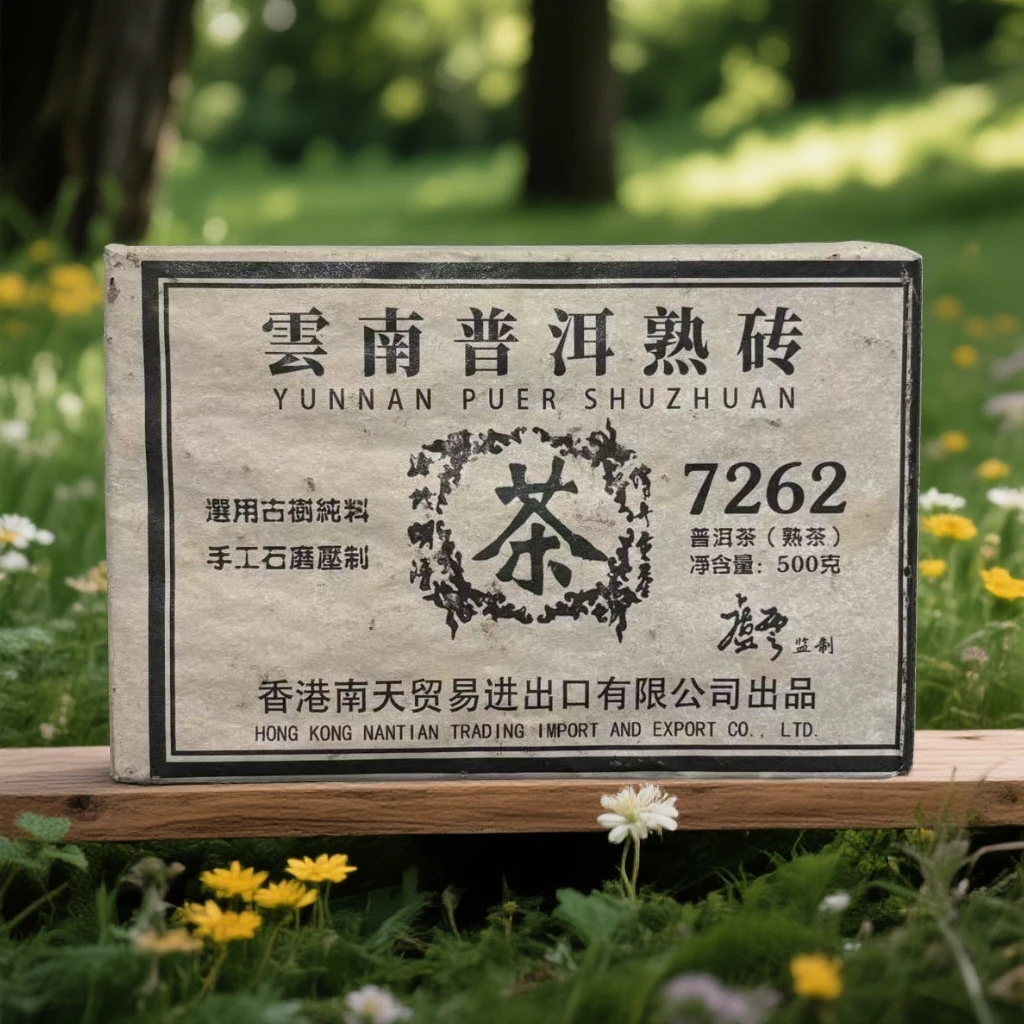 雲南普洱熟砖
YUNNAN PUER SHUZHUAN
選用古樹純料
手工石磨壓制
茶
7262
普洱茶（熟茶）
淨含量：500克
监制
香港南天贸易进出口有限公司出品
HONG KONG NANTIAN TRADING IMPORT AND EXPORT CO., LTD.